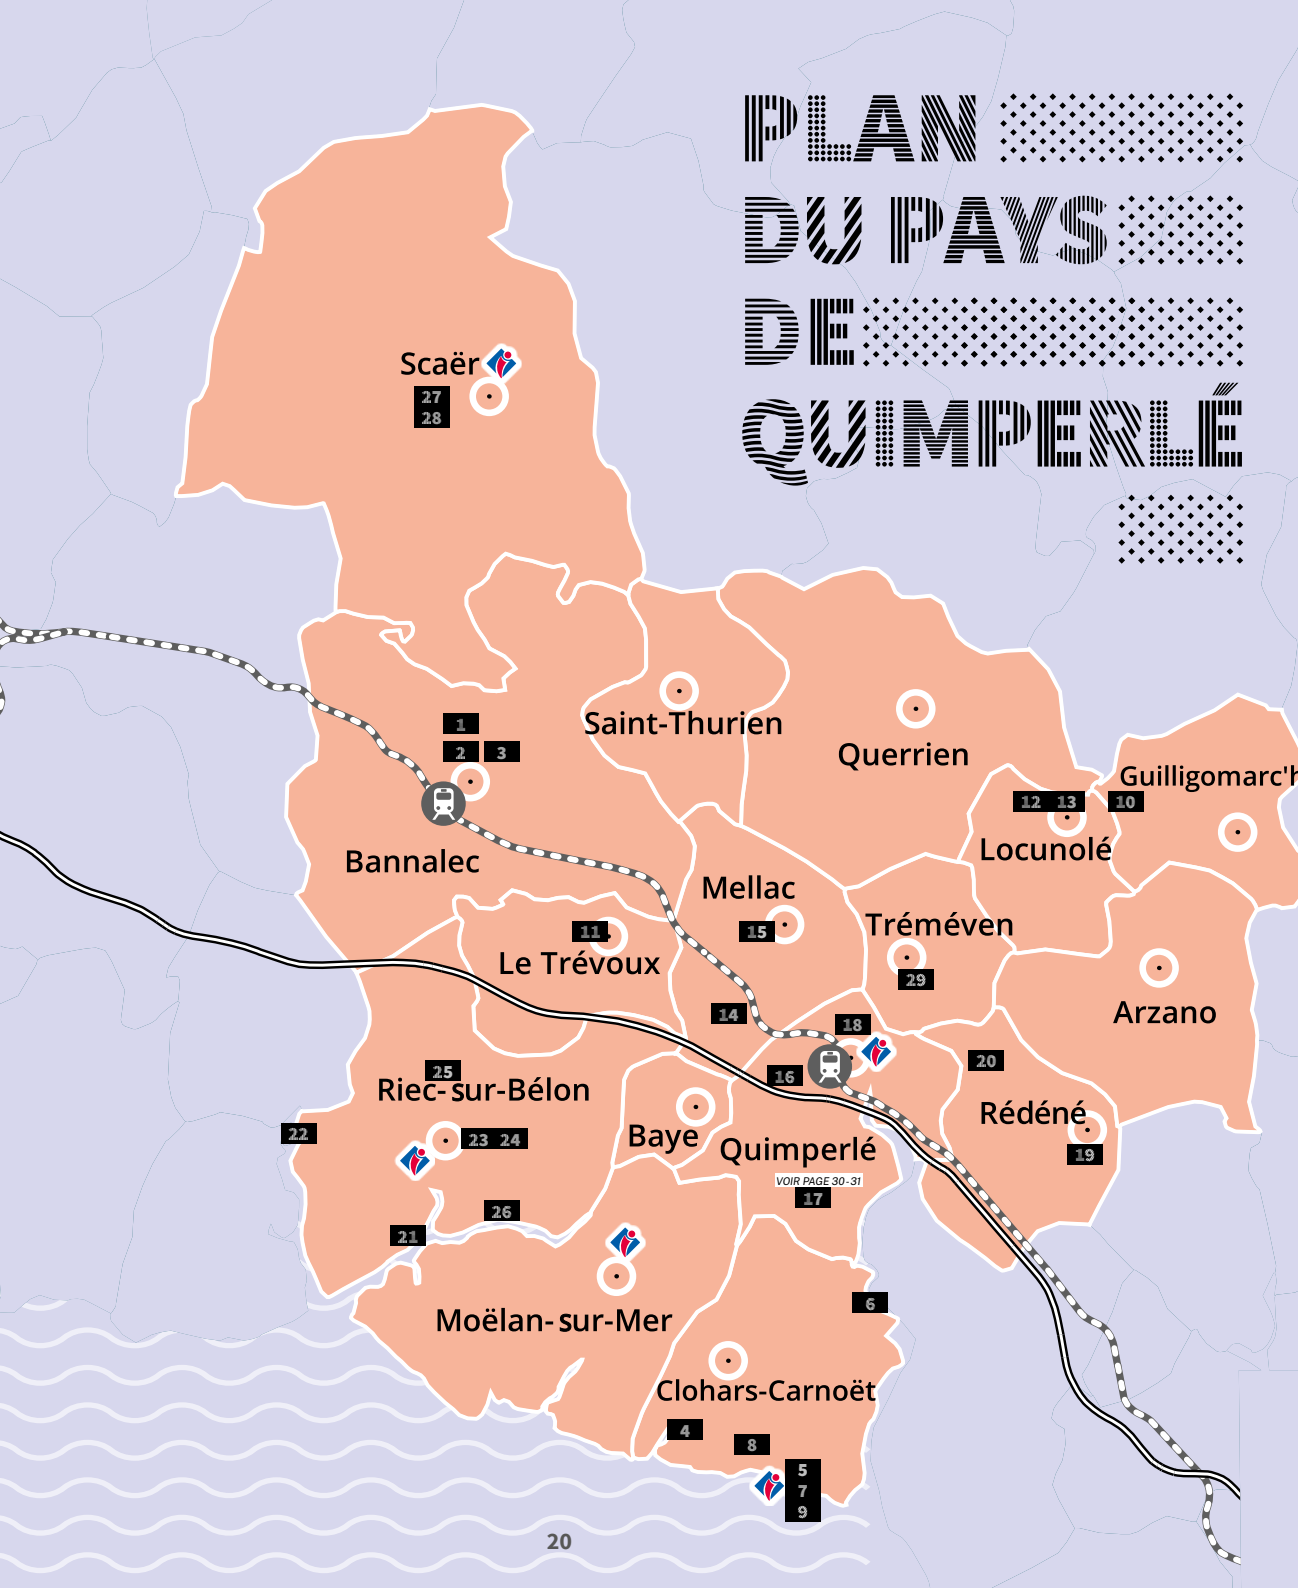 PLAN
DU PAYS
DE
QUIMPERLÉ
Scaër
27
28
1
2 3
Saint-Thurien
Querrien
Guilligomarc'h
12 13
10
Locunolé
Bannalec
Mellac
15
Tréméven
29
11
Le Trévoux
Arzano
14
18
20
25
16
Riec-sur-Bélon
Rédéné
22
23 24
Baye
Quimperlé
19
VOIR PAGE 30-31
17
26
21
6
Moëlan-sur-Mer
Clohars-Carnoët
4
8
5
7
9
20